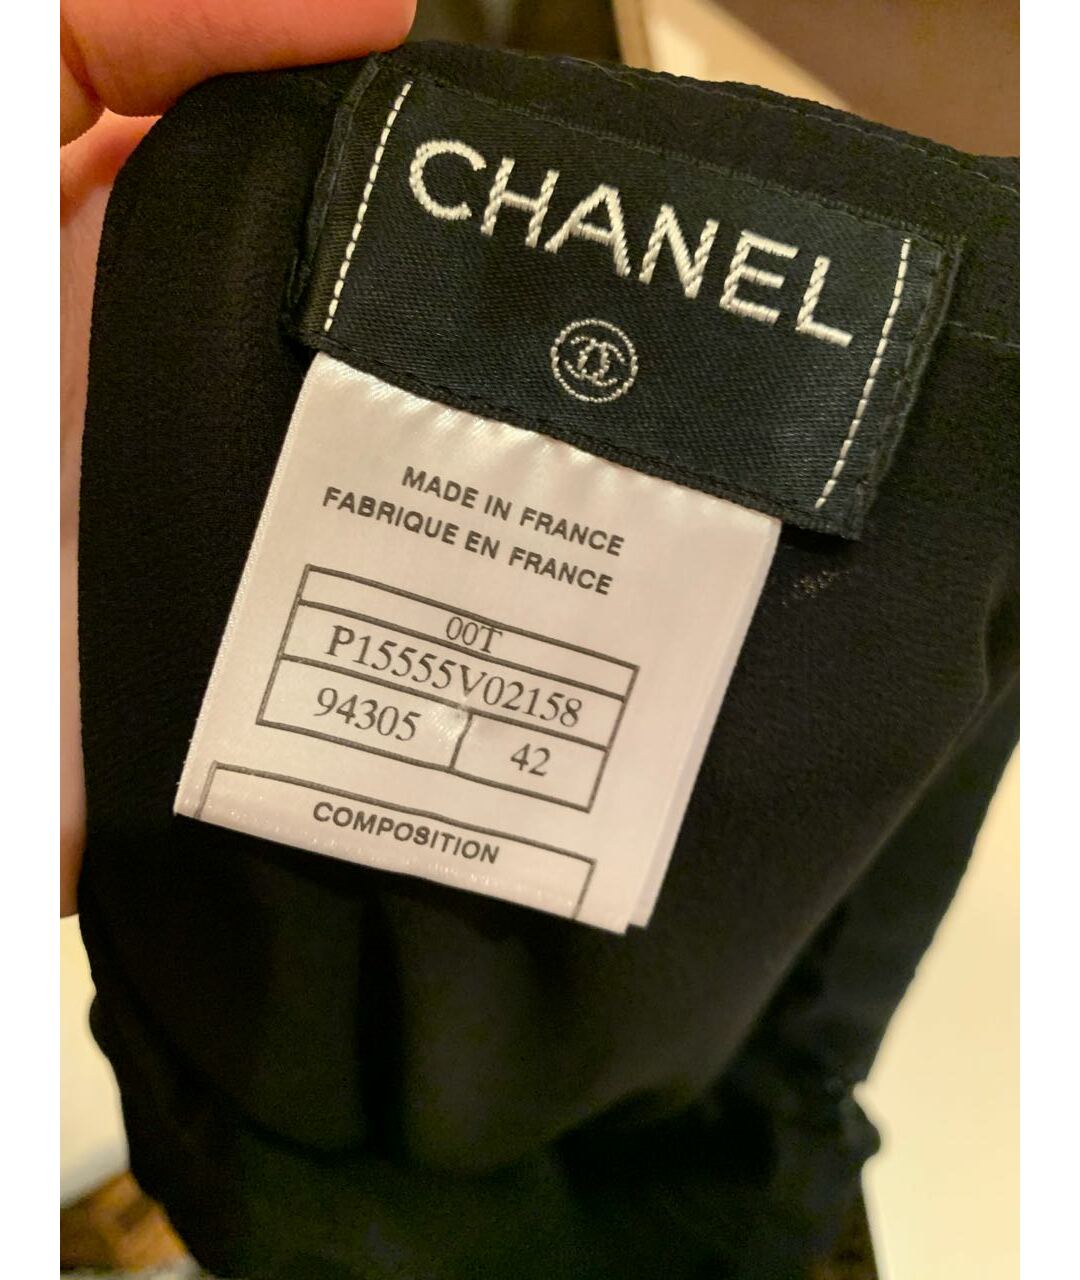 CHANEL
MADE IN FRANCE
FABRIQUE EN FRANCE
00T
P15555V02158
94305 42
COMPOSITION